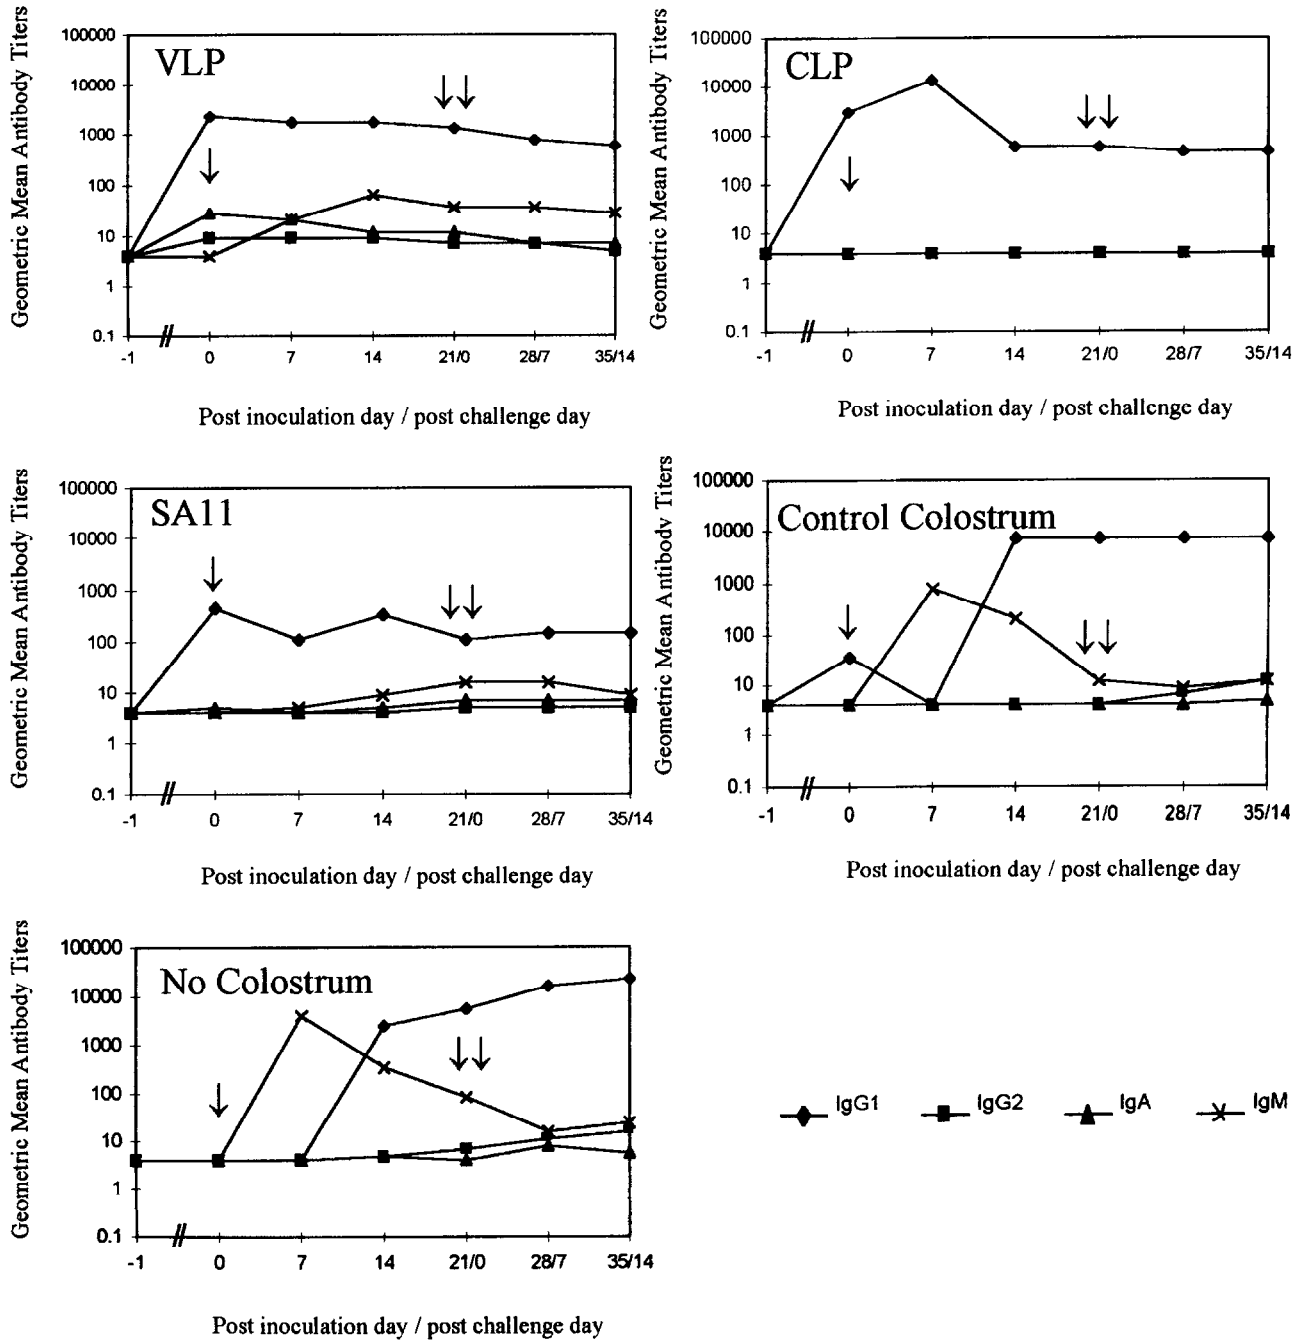 VLP
Geometric Mean Antibody Titers
100000
10000
1000
100
10
1
0.1
-1 0 7 14 21/0 28/7 35/14
Post inoculation day / post challenge day
CLP
Geometric Mean Antibody Titers
100000
10000
1000
100
10
1
0.1
-1 0 7 14 21/0 28/7 35/14
Post inoculation day / post challenge day
SA11
Geometric Mean Antibody Titers
100000
10000
1000
100
10
1
0.1
-1 0 7 14 21/0 28/7 35/14
Post inoculation day / post challenge day
Control Colostrum
Geometric Mean Antibody Titers
100000
10000
1000
100
10
1
0.1
-1 0 7 14 21/0 28/7 35/14
Post inoculation day / post challenge day
No Colostrum
Geometric Mean Antibody Titers
100000
10000
1000
100
10
1
0.1
-1 0 7 14 21/0 28/7 35/14
Post inoculation day / post challenge day
IgG1 IgG2 IgA IgM